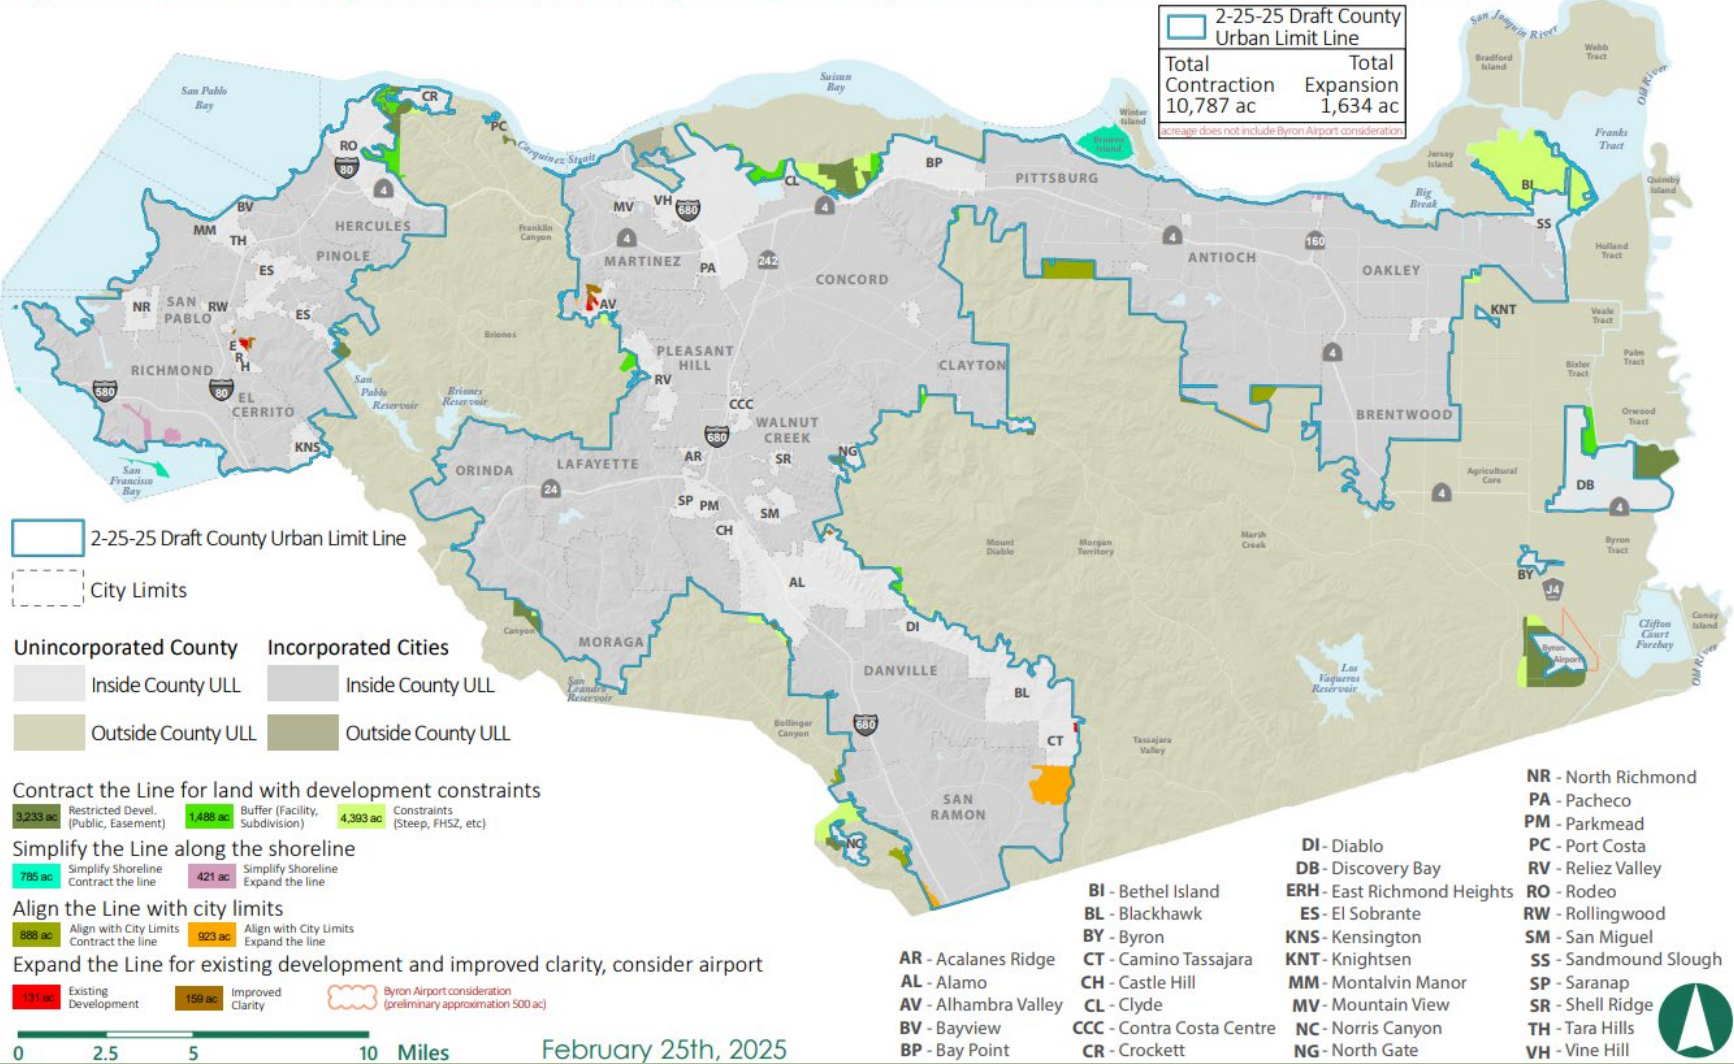 2-25-25 Draft County
Urban Limit Line
Total Contraction 10,787 ac
Total Expansion 1,634 ac
acreage does not include Byron Airport consideration
San Joaquin River
Bradford Island
Webb Tract
Old River
San Pablo Bay
Suisun Bay
Winter Island
Browns Island
Franks Tract
Jersey Island
Quimby Island
Big Break
Carquinez Strait
CR
PC
RO
80
4
CL
BP
PITTSBURG
BI
SS
BV
MM
TH
HERCULES
PINOLE
ES
Franklin Canyon
MV
VH
680
4
MARTINEZ
PA
242
4
CONCORD
4
160
ANTIOCH
OAKLEY
Holland Tract
NR
SAN PABLO
RW
ES
AV
KNT
Veale Tract
Briones
E
R
H
RICHMOND
580
80
EL CERRITO
San Pablo Reservoir
Briones Reservoir
PLEASANT HILL
RV
CLAYTON
4
Bixler Tract
Palm Tract
CCC
WALNUT CREEK
680
BRENTWOOD
Orwood Tract
KNS
San Francisco Bay
ORINDA
LAFAYETTE
24
AR
SR
NG
Agricultural Core
4
DB
4
SP
PM
SM
CH
Mount Diablo
Morgan Territory
Marsh Creek
Byron Tract
BY
J4
AL
Canyon
MORAGA
DI
DANVILLE
Clifton Court Forebay
Coney Island
Old River
Byron Airport
San Leandro Reservoir
BL
Los Vaqueros Reservoir
Bollinger Canyon
680
CT
Tassajara Valley
SAN RAMON
NC
2-25-25 Draft County Urban Limit Line
City Limits
Unincorporated County
Incorporated Cities
Inside County ULL
Inside County ULL
Outside County ULL
Outside County ULL
Contract the Line for land with development constraints
3,233 ac Restricted Devel. (Public, Easement)
1,488 ac Buffer (Facility, Subdivision)
4,393 ac Constraints (Steep, FHSZ, etc)
Simplify the Line along the shoreline
785 ac Simplify Shoreline Contract the line
421 ac Simplify Shoreline Expand the line
Align the Line with city limits
888 ac Align with City Limits Contract the line
923 ac Align with City Limits Expand the line
Expand the Line for existing development and improved clarity, consider airport
131 ac Existing Development
159 ac Improved Clarity
Byron Airport consideration (preliminary approximation 500 ac)
0 2.5 5 10 Miles
February 25th, 2025
AR - Acalanes Ridge
AL - Alamo
AV - Alhambra Valley
BV - Bayview
BP - Bay Point
BI - Bethel Island
BL - Blackhawk
BY - Byron
CT - Camino Tassajara
CH - Castle Hill
CL - Clyde
CCC - Contra Costa Centre
CR - Crockett
DI - Diablo
DB - Discovery Bay
ERH - East Richmond Heights
ES - El Sobrante
KNS - Kensington
KNT - Knightsen
MM - Montalvin Manor
MV - Mountain View
NC - Norris Canyon
NG - North Gate
NR - North Richmond
PA - Pacheco
PM - Parkmead
PC - Port Costa
RV - Reliez Valley
RO - Rodeo
RW - Rollingwood
SM - San Miguel
SS - Sandmound Slough
SP - Saranap
SR - Shell Ridge
TH - Tara Hills
VH - Vine Hill